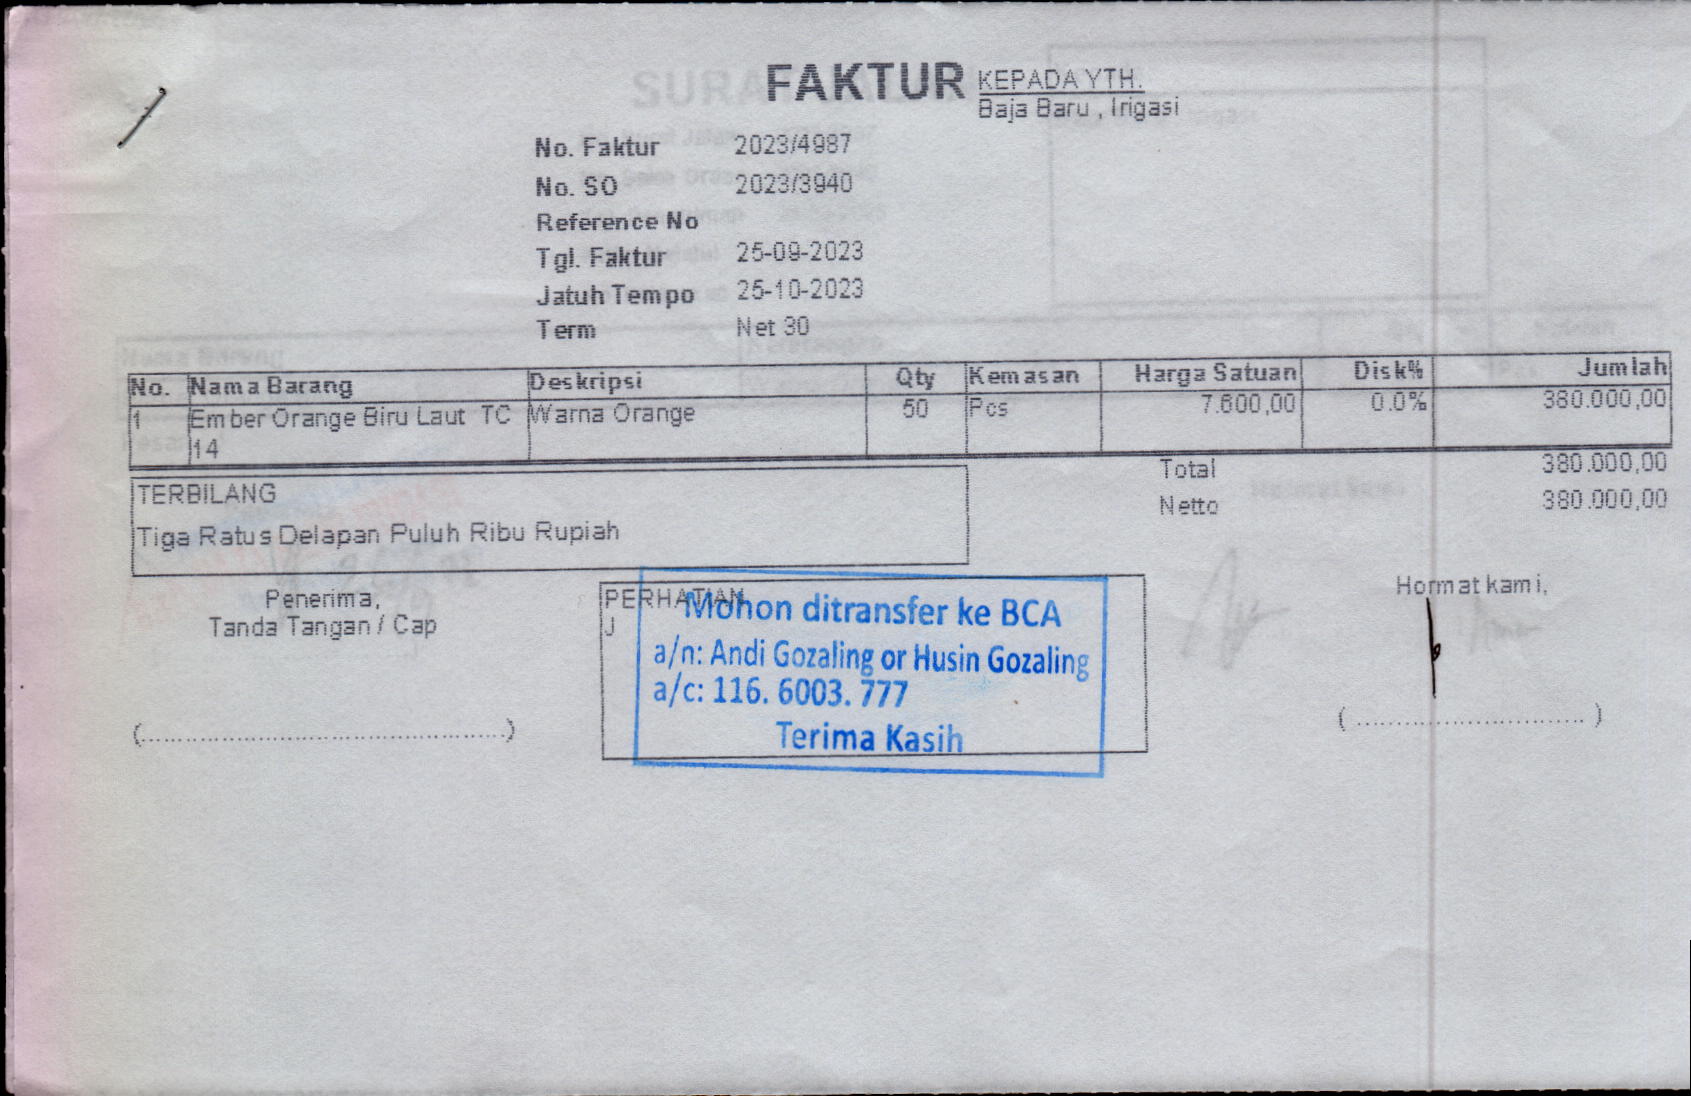 FAKTUR
KEPADA YTH.
Baja Baru , Irigasi
No. Faktur 2023/4987
No. SO 2023/3940
Reference No
Tgl. Faktur 25-09-2023
Jatuh Tempo 25-10-2023
Term Net 30
No. Nama Barang Deskripsi Qty Kemasan Harga Satuan Disk% Jumlah
1 Ember Orange Biru Laut TC Warna Orange 50 Pcs 7.600,00 0.0% 380.000,00
14
Total 380.000,00
Netto 380.000,00
TERBILANG
Tiga Ratus Delapan Puluh Ribu Rupiah
Penerima,
Tanda Tangan / Cap
(...............................................)
PERHATIAN
J
Mohon ditransfer ke BCA
a/n: Andi Gozaling or Husin Gozaling
a/c: 116. 6003. 777
Terima Kasih
Hormat kami,
( ............................. )